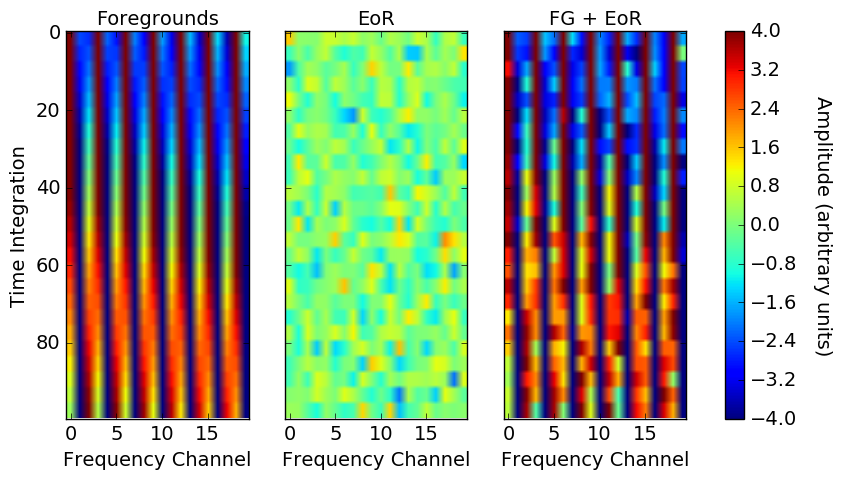 Foregrounds
EoR
FG + EoR
Time Integration
0
20
40
60
80
0 5 10 15
0 5 10 15
0 5 10 15
Frequency Channel
Frequency Channel
Frequency Channel
4.0
3.2
2.4
1.6
0.8
0.0
−0.8
−1.6
−2.4
−3.2
−4.0
Amplitude (arbitrary units)